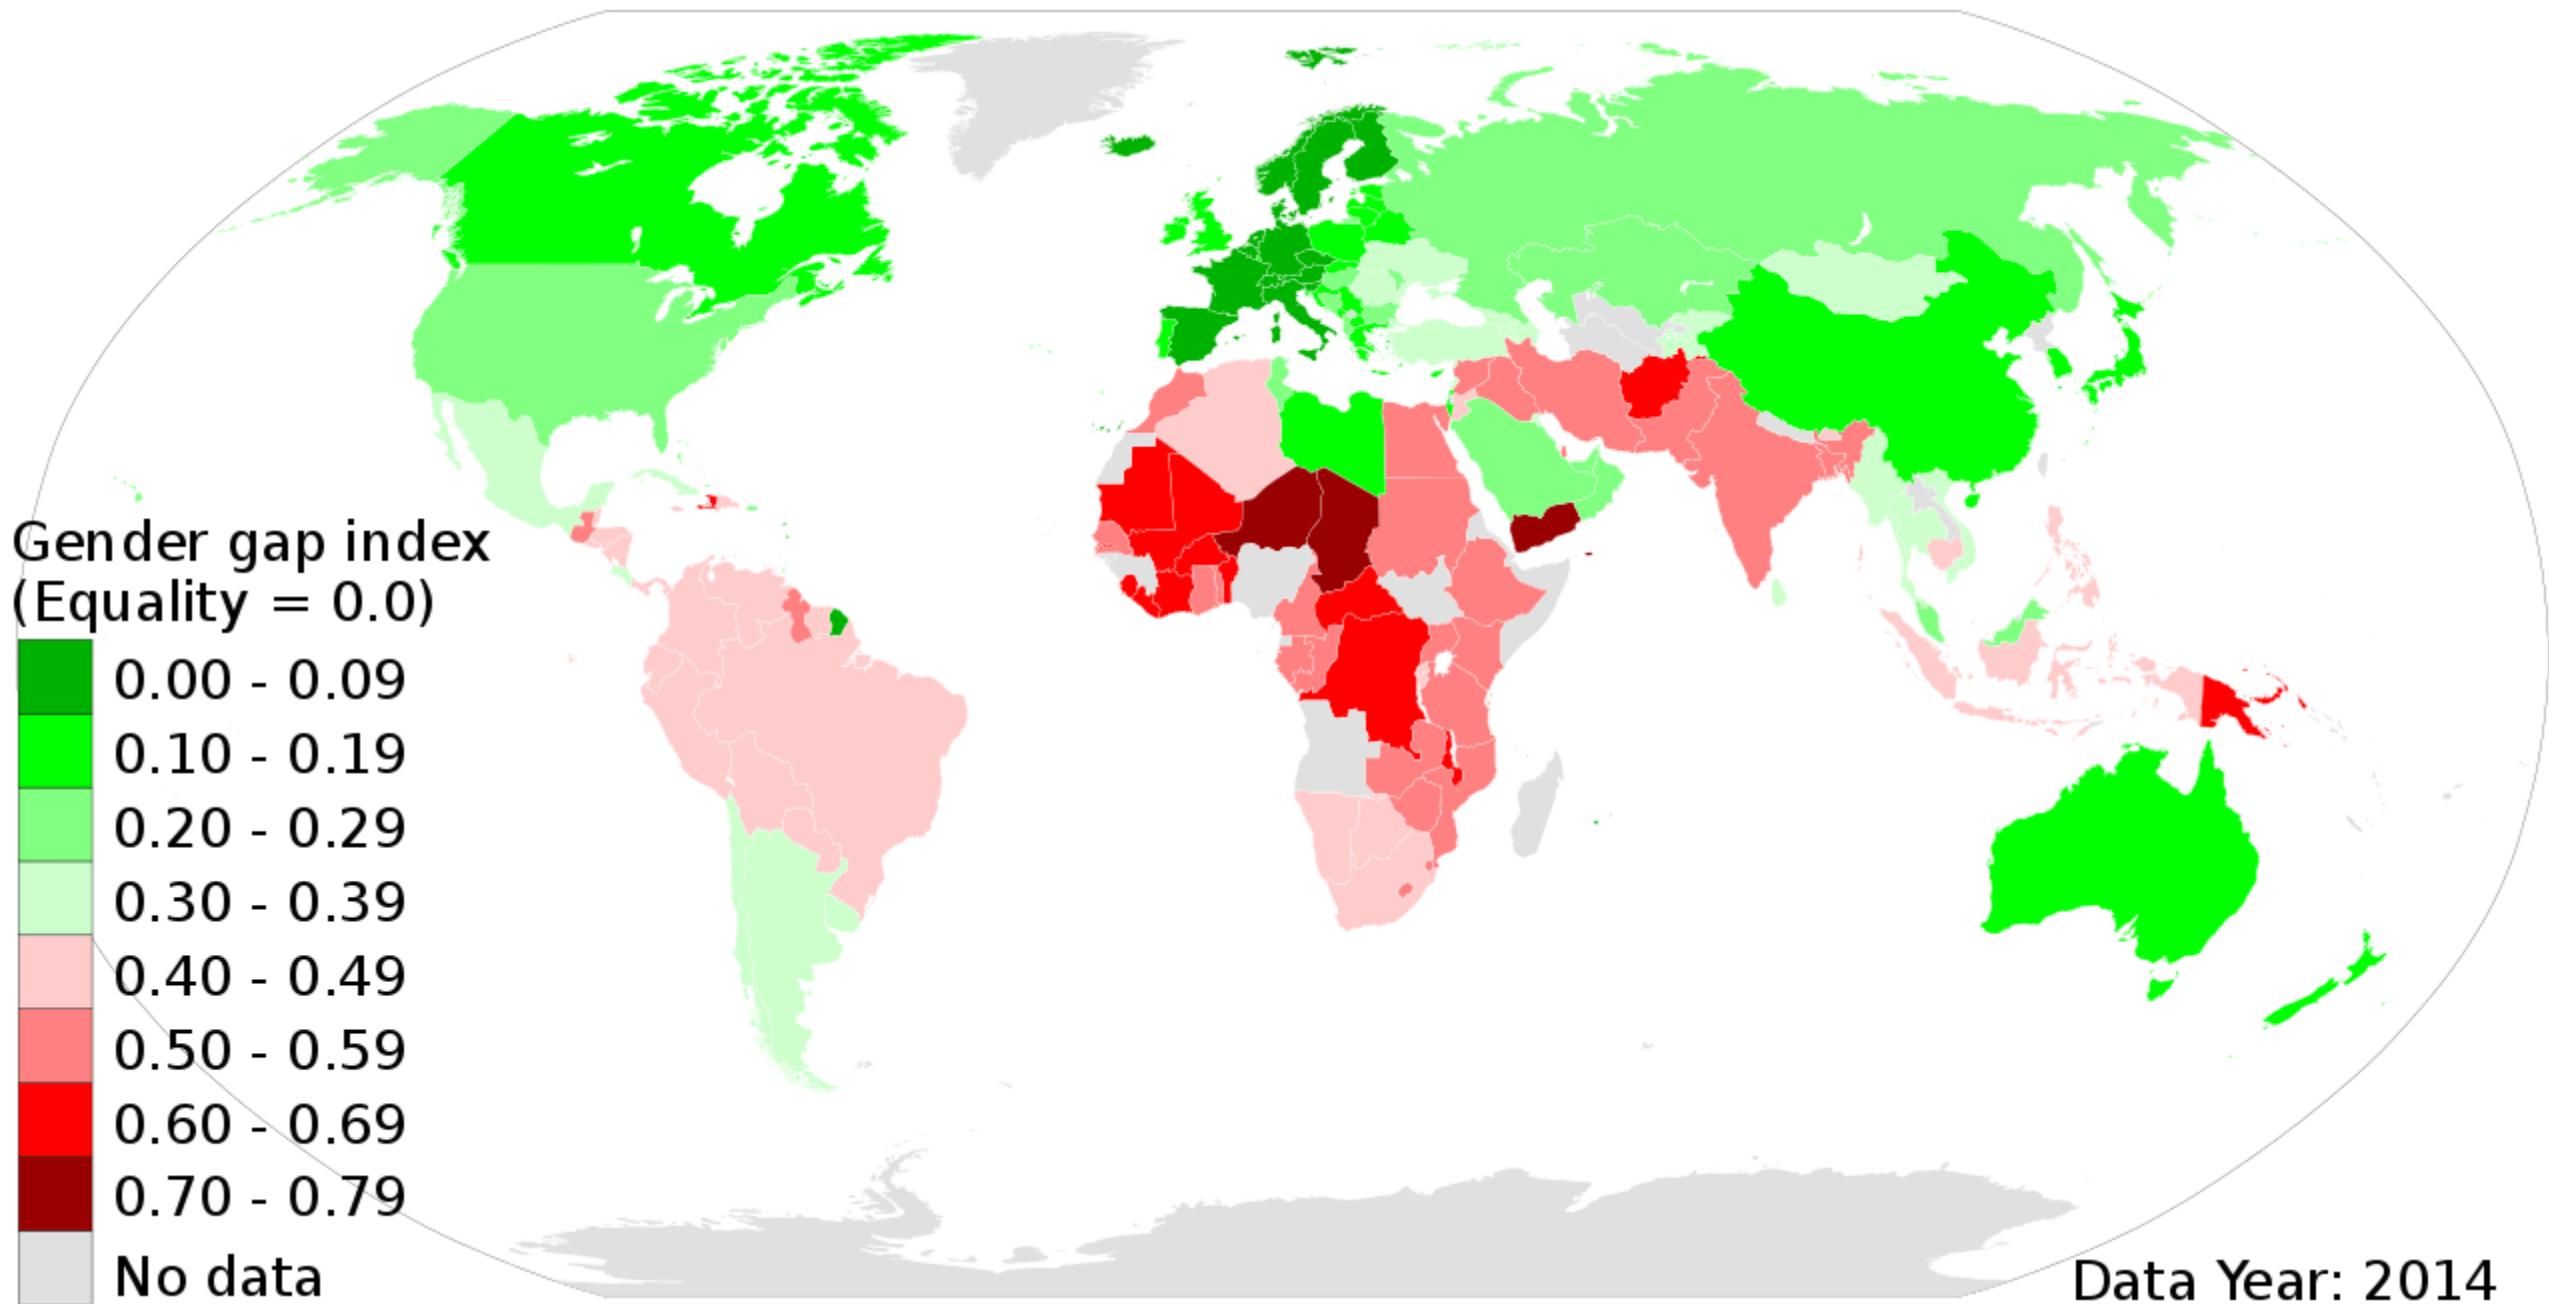 Gender gap index
(Equality = 0.0)
0.00 - 0.09
0.10 - 0.19
0.20 - 0.29
0.30 - 0.39
0.40 - 0.49
0.50 - 0.59
0.60 - 0.69
0.70 - 0.79
No data
Data Year: 2014